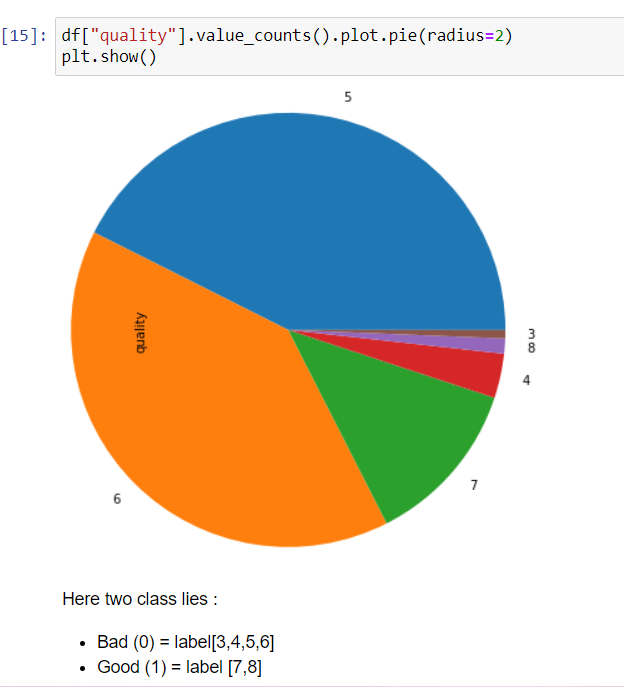 [15]: df["quality"].value_counts().plot.pie(radius=2)
plt.show()
5
3
8
quality
4
7
6
Here two class lies :
• Bad (0) = label[3,4,5,6]
• Good (1) = label [7,8]